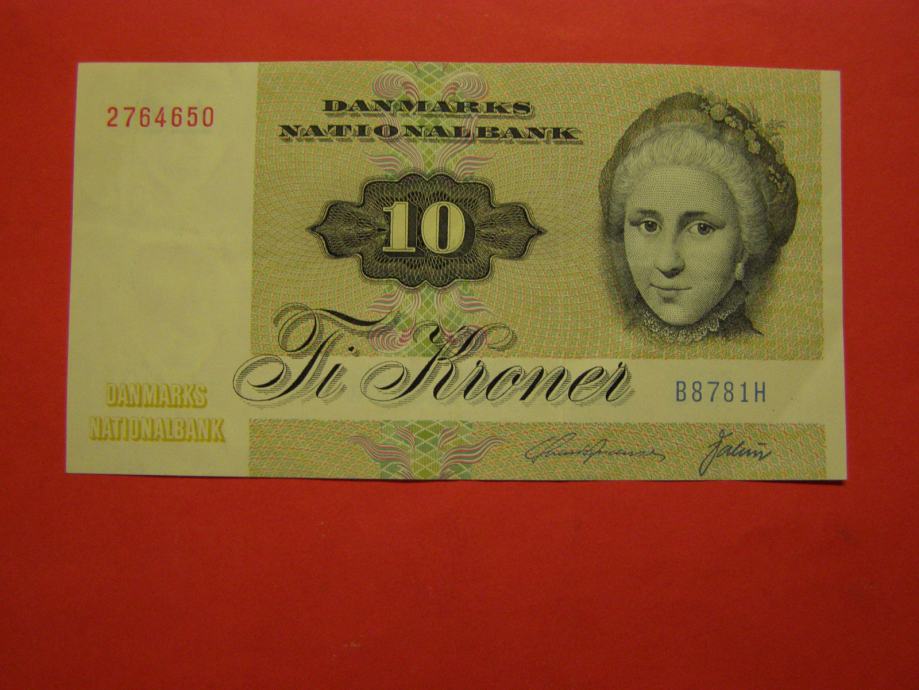 2764650
DANMARKS
NATIONALBANK
10
Ti Kroner
B8781H
DANMARKS
NATIONALBANK